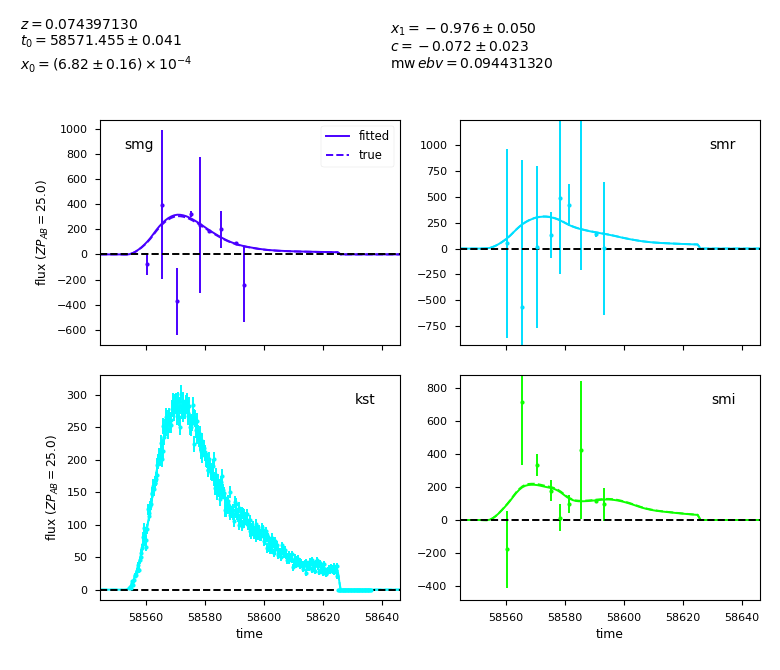 z = 0.074397130
t₀ = 58571.455 ± 0.041
x₀ = (6.82 ± 0.16) × 10⁻⁴
x₁ = −0.976 ± 0.050
c = −0.072 ± 0.023
mw ebv = 0.094431320
smg
fitted
true
1000
800
600
400
200
0
−200
−400
−600
flux (ZP_AB = 25.0)
smr
1000
750
500
250
0
−250
−500
−750
kst
300
250
200
150
100
50
0
flux (ZP_AB = 25.0)
58560 58580 58600 58620 58640
time
smi
800
600
400
200
0
−200
−400
58560 58580 58600 58620 58640
time